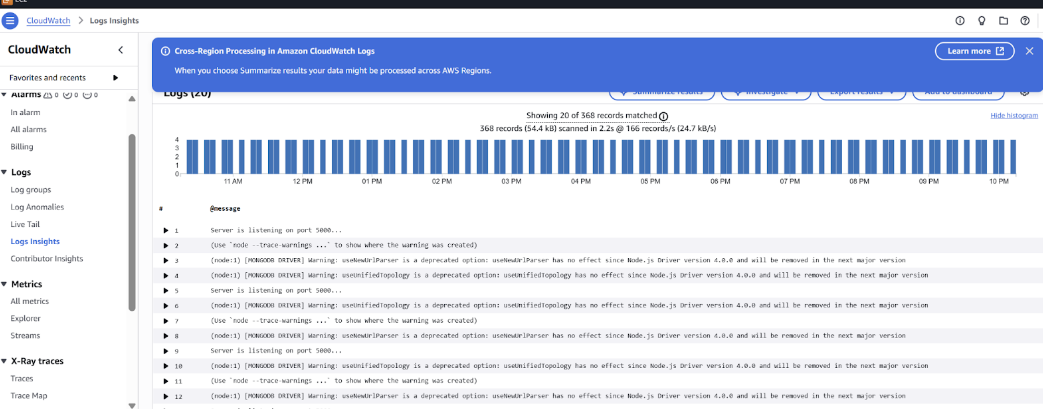 CloudWatch > Logs Insights
CloudWatch
Favorites and recents
Alarms 0 0 0
In alarm
All alarms
Billing
Logs
Log groups
Log Anomalies
Live Tail
Logs Insights
Contributor Insights
Metrics
All metrics
Explorer
Streams
X-Ray traces
Traces
Trace Map
Cross-Region Processing in Amazon CloudWatch Logs
Learn more
When you choose Summarize results your data might be processed across AWS Regions.
Logs (20)
Summarize results
Investigate
Export results
Add to dashboard
Showing 20 of 368 records matched
Hide histogram
368 records (54.4 kB) scanned in 2.2s @ 166 records/s (24.7 kB/s)
4
3
2
1
0
11 AM 12 PM 01 PM 02 PM 03 PM 04 PM 05 PM 06 PM 07 PM 08 PM 09 PM 10 PM
# @message
1 Server is listening on port 5000...
2 (Use `node --trace-warnings ...` to show where the warning was created)
3 (node:1) [MONGODB DRIVER] Warning: useNewUrlParser is a deprecated option: useNewUrlParser has no effect since Node.js Driver version 4.0.0 and will be removed in the next major version
4 (node:1) [MONGODB DRIVER] Warning: useUnifiedTopology is a deprecated option: useUnifiedTopology has no effect since Node.js Driver version 4.0.0 and will be removed in the next major version
5 Server is listening on port 5000...
6 (node:1) [MONGODB DRIVER] Warning: useUnifiedTopology is a deprecated option: useUnifiedTopology has no effect since Node.js Driver version 4.0.0 and will be removed in the next major version
7 (Use `node --trace-warnings ...` to show where the warning was created)
8 (node:1) [MONGODB DRIVER] Warning: useNewUrlParser is a deprecated option: useNewUrlParser has no effect since Node.js Driver version 4.0.0 and will be removed in the next major version
9 Server is listening on port 5000...
10 (node:1) [MONGODB DRIVER] Warning: useUnifiedTopology is a deprecated option: useUnifiedTopology has no effect since Node.js Driver version 4.0.0 and will be removed in the next major version
11 (Use `node --trace-warnings ...` to show where the warning was created)
12 (node:1) [MONGODB DRIVER] Warning: useNewUrlParser is a deprecated option: useNewUrlParser has no effect since Node.js Driver version 4.0.0 and will be removed in the next major version